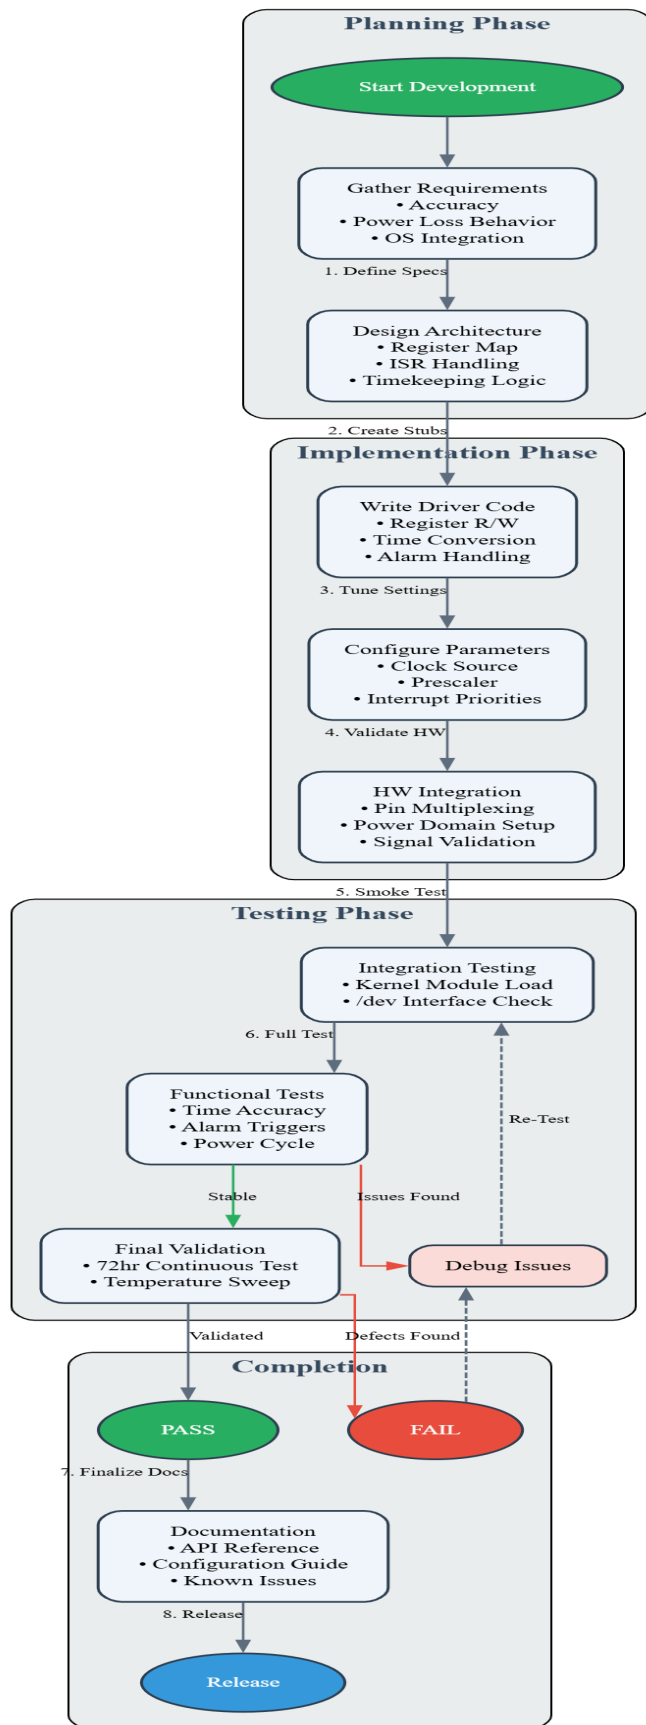 Planning Phase
Start Development
Gather Requirements
• Accuracy
• Power Loss Behavior
• OS Integration
1. Define Specs
Design Architecture
• Register Map
• ISR Handling
• Timekeeping Logic
2. Create Stubs
Implementation Phase
Write Driver Code
• Register R/W
• Time Conversion
• Alarm Handling
3. Tune Settings
Configure Parameters
• Clock Source
• Prescaler
• Interrupt Priorities
4. Validate HW
HW Integration
• Pin Multiplexing
• Power Domain Setup
• Signal Validation
5. Smoke Test
Testing Phase
Integration Testing
• Kernel Module Load
• /dev Interface Check
6. Full Test
Functional Tests
• Time Accuracy
• Alarm Triggers
• Power Cycle
Re-Test
Stable
Issues Found
Final Validation
• 72hr Continuous Test
• Temperature Sweep
Debug Issues
Validated
Defects Found
Completion
PASS
FAIL
7. Finalize Docs
Documentation
• API Reference
• Configuration Guide
• Known Issues
8. Release
Release